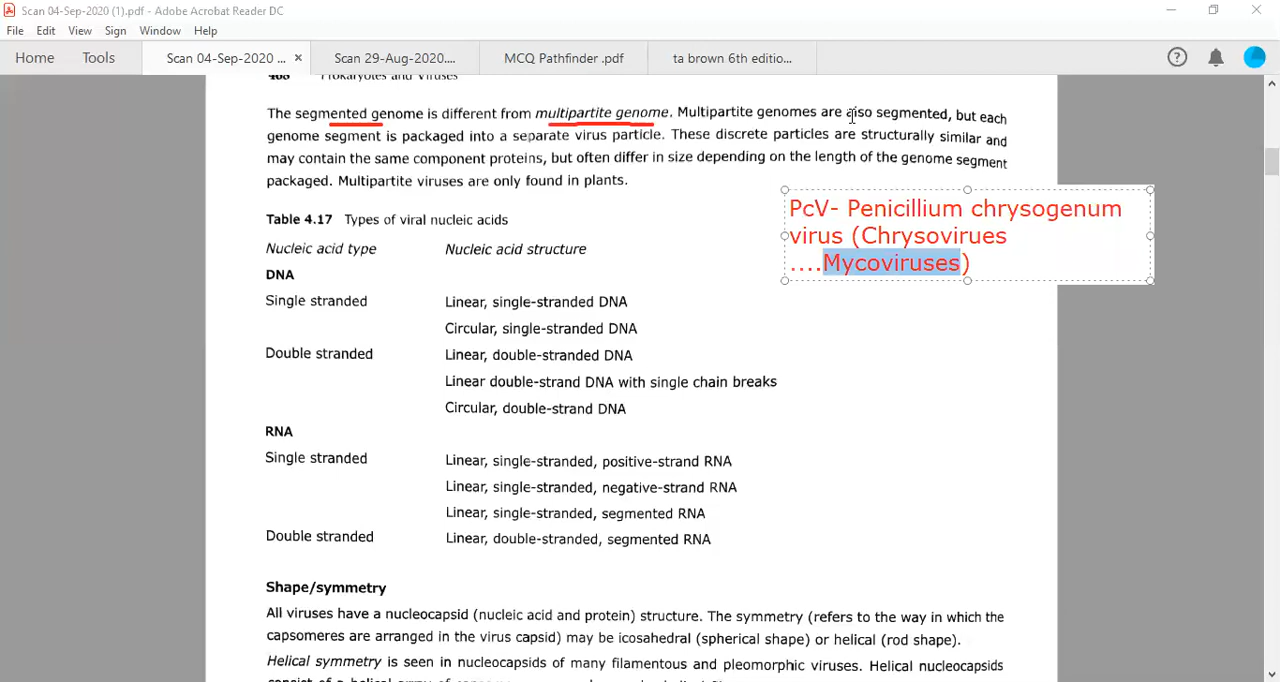 Scan 04-Sep-2020 (1).pdf - Adobe Acrobat Reader DC
File Edit View Sign Window Help
Home Tools Scan 04-Sep-2020 ... × Scan 29-Aug-2020.... MCQ Pathfinder .pdf ta brown 6th editio...
468 Prokaryotes and Viruses
The segmented genome is different from multipartite genome. Multipartite genomes are also segmented, but each
genome segment is packaged into a separate virus particle. These discrete particles are structurally similar and
may contain the same component proteins, but often differ in size depending on the length of the genome segment
packaged. Multipartite viruses are only found in plants.
PcV- Penicillium chrysogenum
virus (Chrysovirues
....Mycoviruses)
Table 4.17 Types of viral nucleic acids
Nucleic acid type Nucleic acid structure
DNA
Single stranded Linear, single-stranded DNA
Circular, single-stranded DNA
Double stranded Linear, double-stranded DNA
Linear double-strand DNA with single chain breaks
Circular, double-strand DNA
RNA
Single stranded Linear, single-stranded, positive-strand RNA
Linear, single-stranded, negative-strand RNA
Linear, single-stranded, segmented RNA
Double stranded Linear, double-stranded, segmented RNA
Shape/symmetry
All viruses have a nucleocapsid (nucleic acid and protein) structure. The symmetry (refers to the way in which the
capsomeres are arranged in the virus capsid) may be icosahedral (spherical shape) or helical (rod shape).
Helical symmetry is seen in nucleocapsids of many filamentous and pleomorphic viruses. Helical nucleocapsids